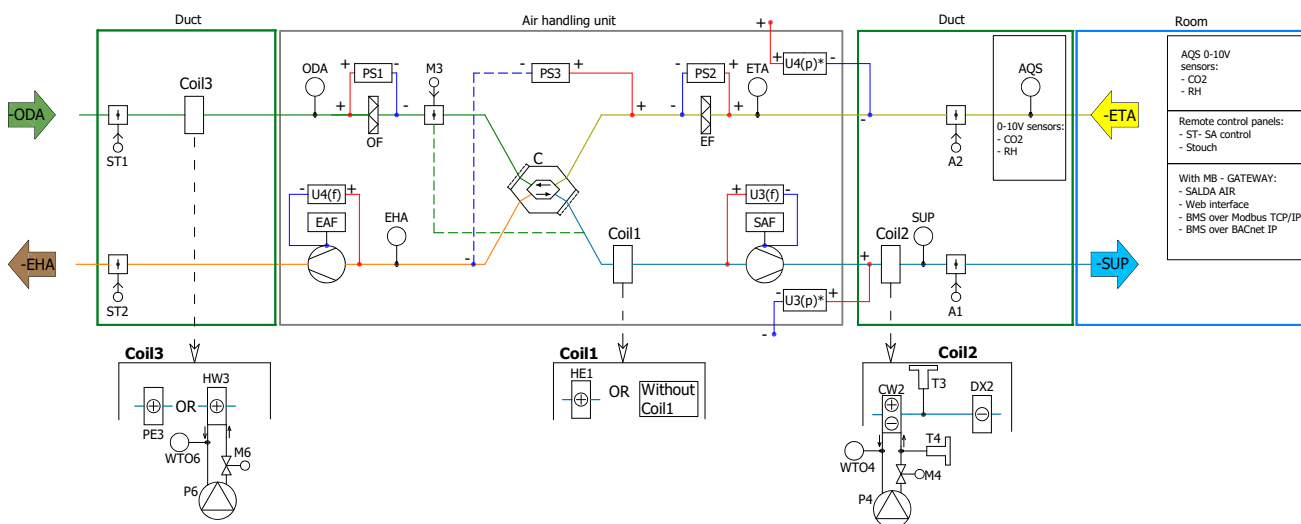 Duct
Air handling unit
Duct
Room
-ODA
-EHA
-ETA
-SUP
Coil3
ST1
ST2
ODA
+
PS1
-
+
-
OF
M3
-
PS3
+
-
PS2
+
-
+
EF
ETA
+
U4(p)*
-
-
C
-
U4(f)
+
EAF
EHA
-
Coil1
+
U3(f)
-
SAF
+
-
U3(p)*
+
-
Coil2
SUP
A1
A2
AQS
0-10V sensors:
- CO2
- RH
AQS 0-10V
sensors:
- CO2
- RH
Remote control panels:
- ST- SA control
- Stouch
With MB - GATEWAY:
- SALDA AIR
- Web interface
- BMS over Modbus TCP/IP
- BMS over BACnet IP
Coil3
PE3
OR
HW3
WTO6
M6
P6
Coil1
HE1
OR
Without
Coil1
Coil2
CW2
T3
DX2
T4
WTO4
M4
P4